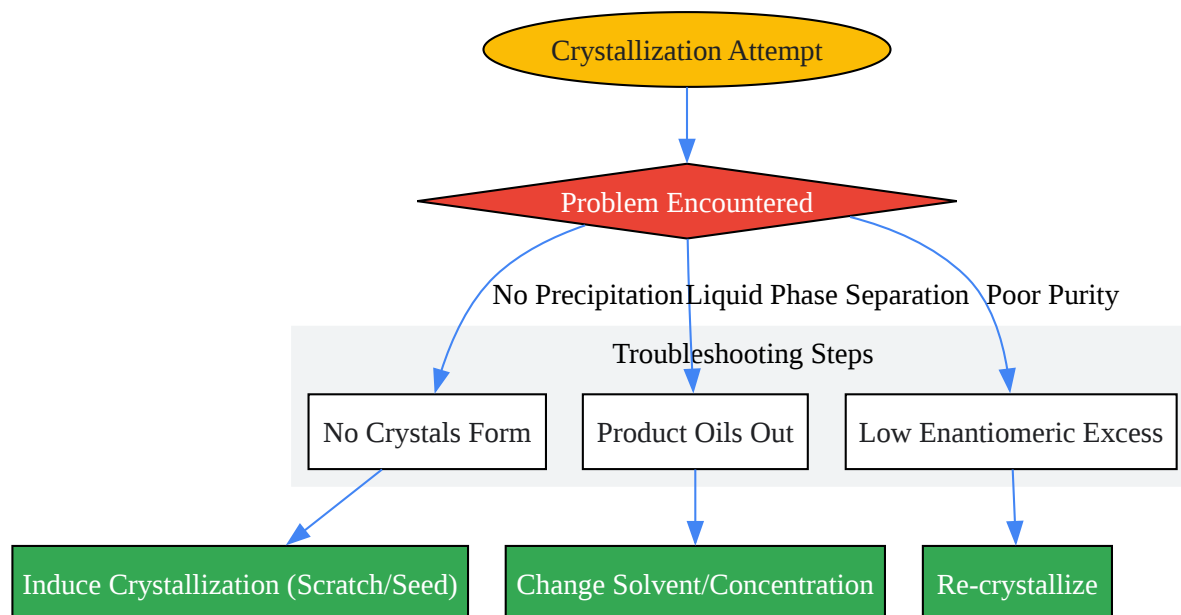 Crystallization Attempt
Problem Encountered
No Precipitation
Liquid Phase Separation
Poor Purity
Troubleshooting Steps
No Crystals Form
Product Oils Out
Low Enantiomeric Excess
Induce Crystallization (Scratch/Seed)
Change Solvent/Concentration
Re-crystallize